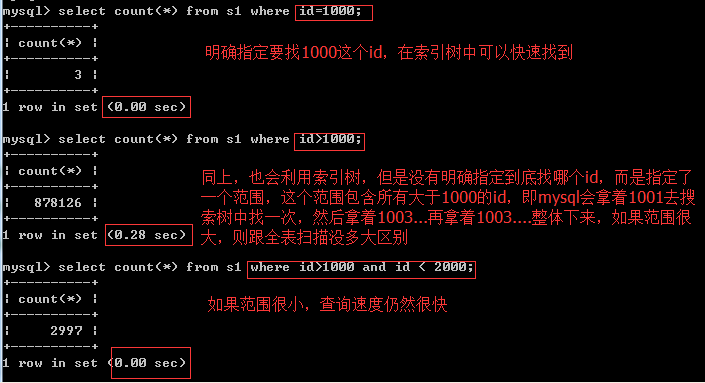 mysql> select count(*) from s1 where id=1000;
+----------+
| count(*) |
+----------+
|        3 |
+----------+
1 row in set (0.00 sec)
明确指定要找1000这个id，在索引树中可以快速找到
mysql> select count(*) from s1 where id>1000;
+----------+
| count(*) |
+----------+
|   878126 |
+----------+
1 row in set (0.28 sec)
同上，也会利用索引树，但是没有明确指定到底找哪个id，而是指定了
一个范围，这个范围包含所有大于1000的id，即mysql会拿着1001去搜
索树中找一次，然后拿着1003...再拿着1003....整体下来，如果范围很
大，则跟全表扫描没多大区别
mysql> select count(*) from s1 where id>1000 and id < 2000;
+----------+
| count(*) |
+----------+
|     2997 |
+----------+
1 row in set (0.00 sec)
如果范围很小，查询速度仍然很快